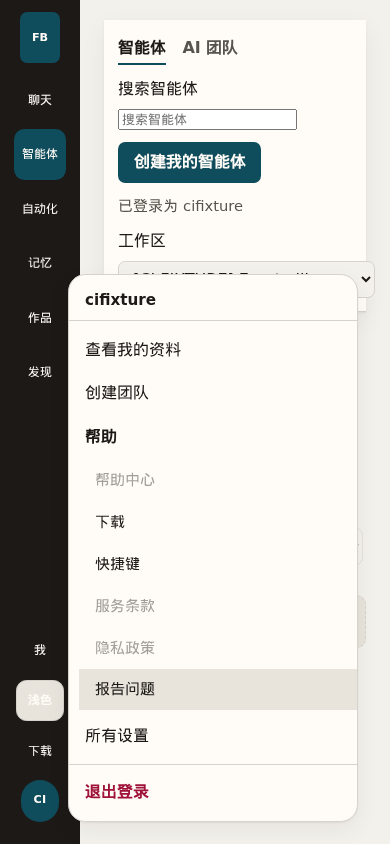 FB
聊天
智能体
自动化
记忆
作品
发现
我
浅色
下载
CI
智能体 AI 团队
搜索智能体
搜索智能体
创建我的智能体
已登录为 cifixture
工作区
cifixture
查看我的资料
创建团队
帮助
帮助中心
下载
快捷键
服务条款
隐私政策
报告问题
所有设置
退出登录